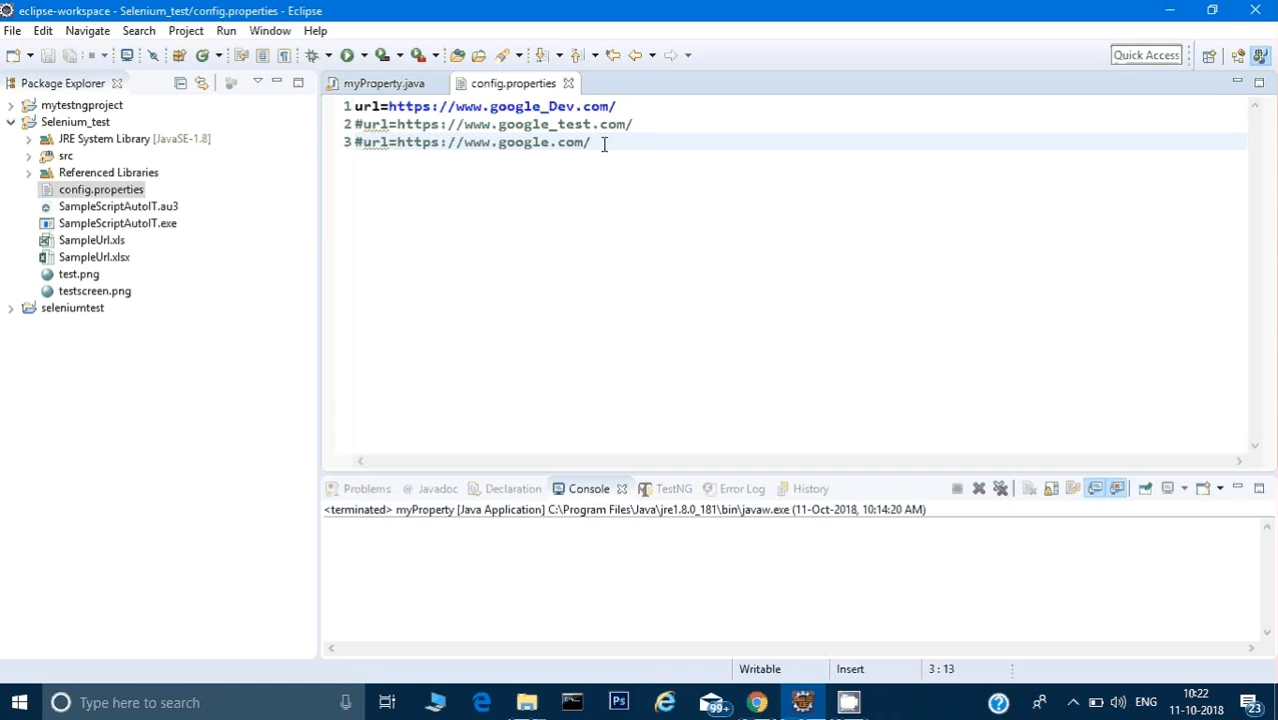 eclipse-workspace - Selenium_test/config.properties - Eclipse
File Edit Navigate Search Project Run Window Help
Quick Access
Package Explorer
myProperty.java
config.properties
mytestngproject
Selenium_test
JRE System Library [JavaSE-1.8]
src
Referenced Libraries
config.properties
SampleScriptAutoIT.au3
SampleScriptAutoIT.exe
SampleUrl.xls
SampleUrl.xlsx
test.png
testscreen.png
seleniumtest
1 url=https://www.google_Dev.com/
2 #url=https://www.google_test.com/
3 #url=https://www.google.com/
Problems @ Javadoc Declaration Console TestNG Error Log History
<terminated> myProperty [Java Application] C:\Program Files\Java\jre1.8.0_181\bin\javaw.exe (11-Oct-2018, 10:14:20 AM)
Writable Insert 3 : 13
Type here to search
Ps
99+
ENG
10:22
11-10-2018
23